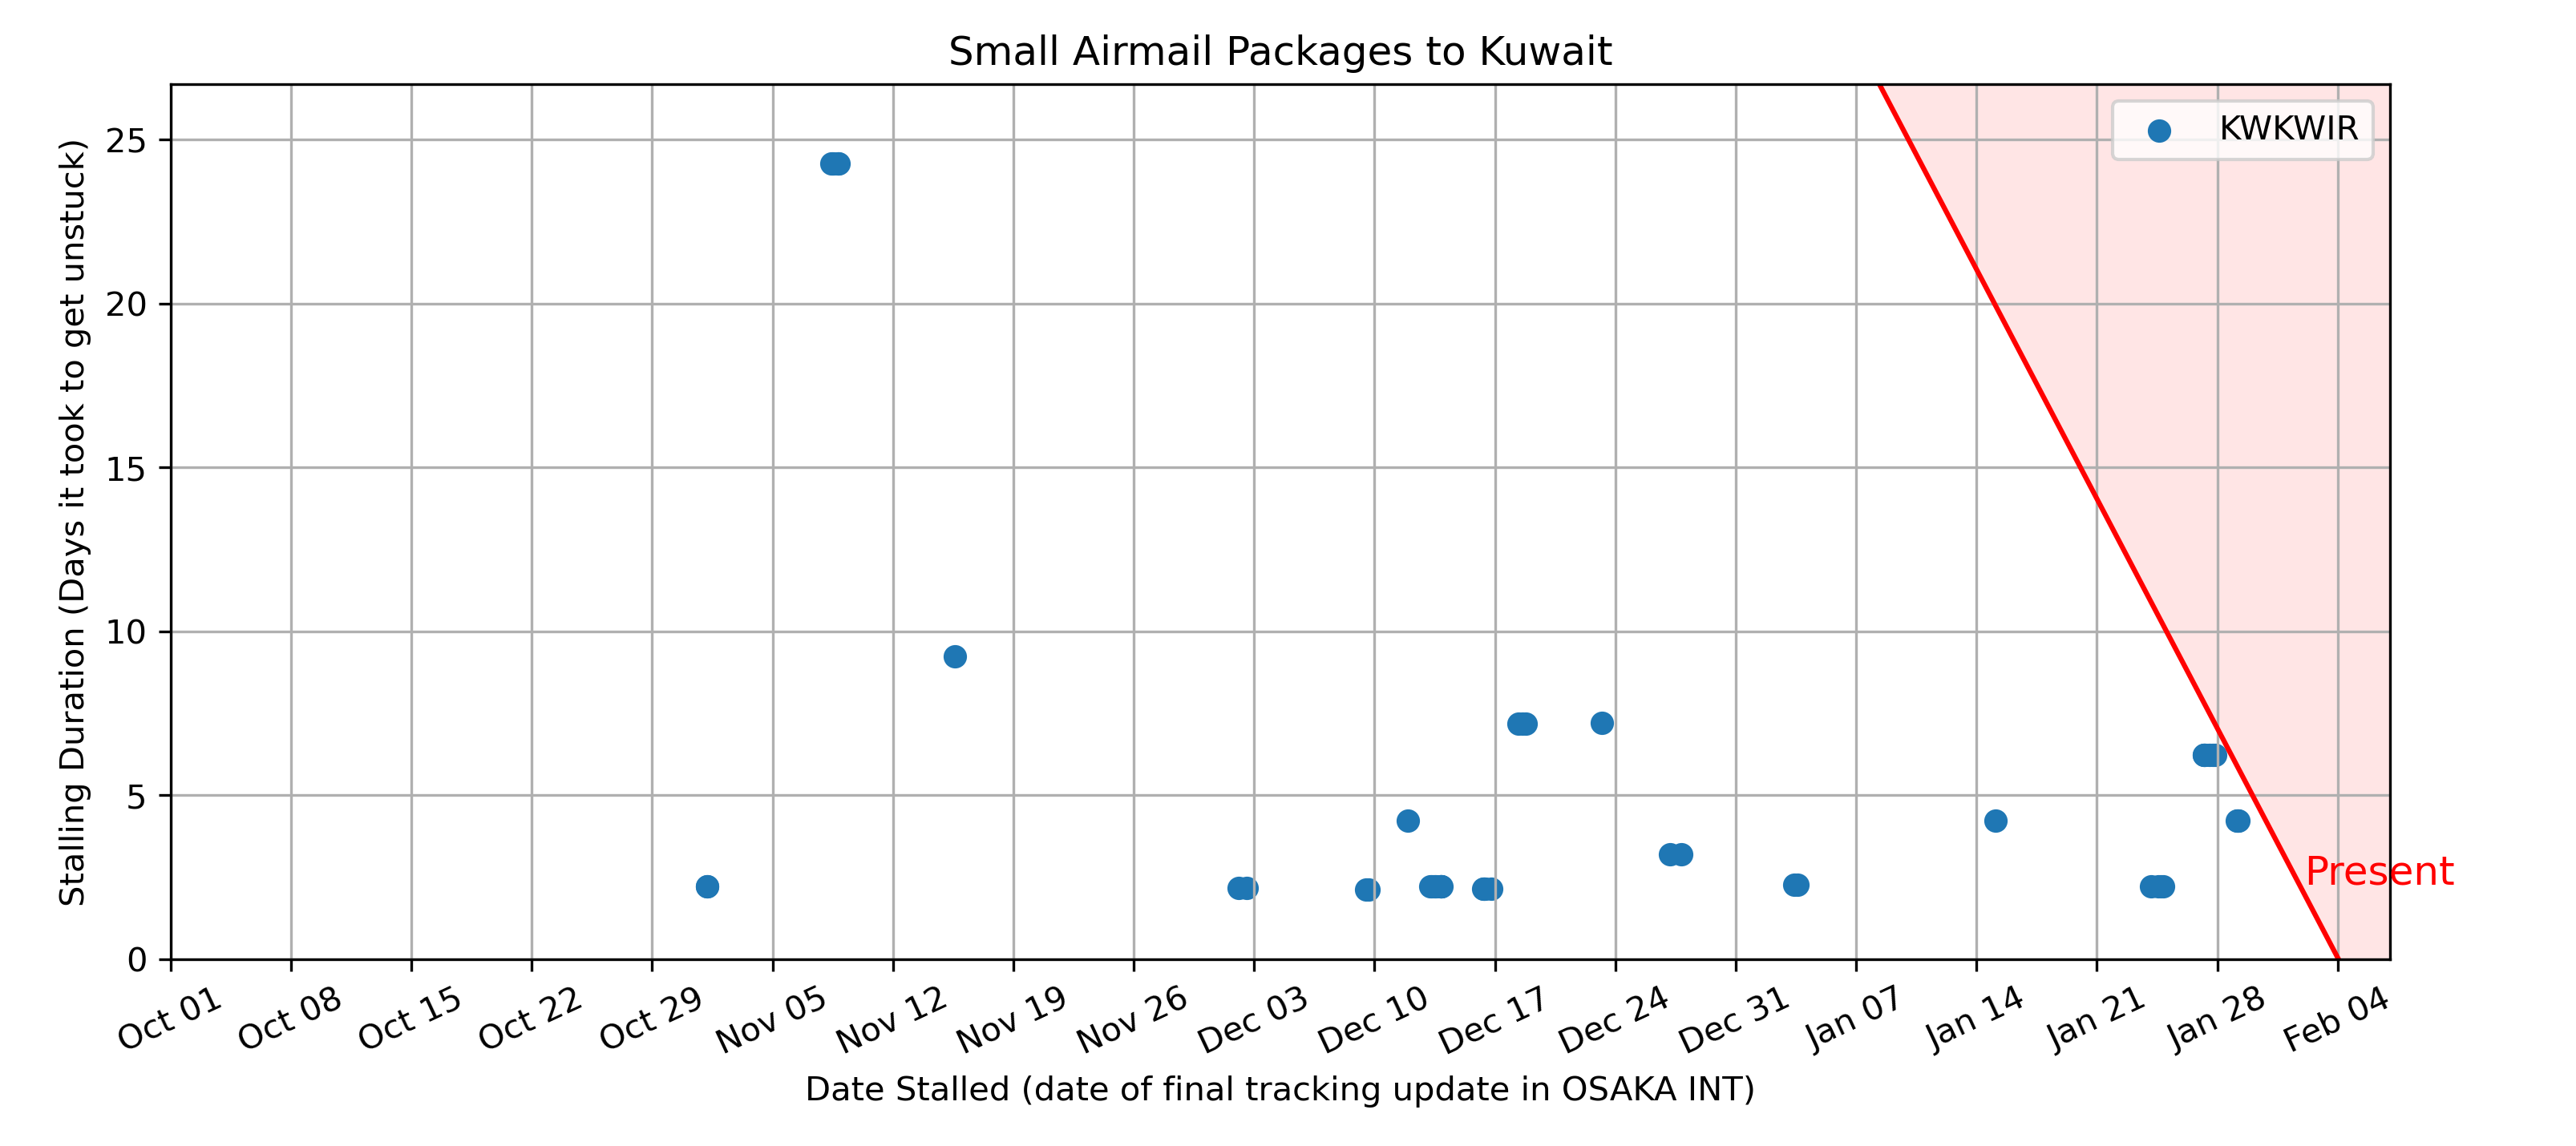 Small Airmail Packages to Kuwait
KWKWIR
Stalling Duration (Days it took to get unstuck)
25
20
15
10
5
0
Present
Oct 01
Oct 08
Oct 15
Oct 22
Oct 29
Nov 05
Nov 12
Nov 19
Nov 26
Dec 03
Dec 10
Dec 17
Dec 24
Dec 31
Jan 07
Jan 14
Jan 21
Jan 28
Feb 04
Date Stalled (date of final tracking update in OSAKA INT)